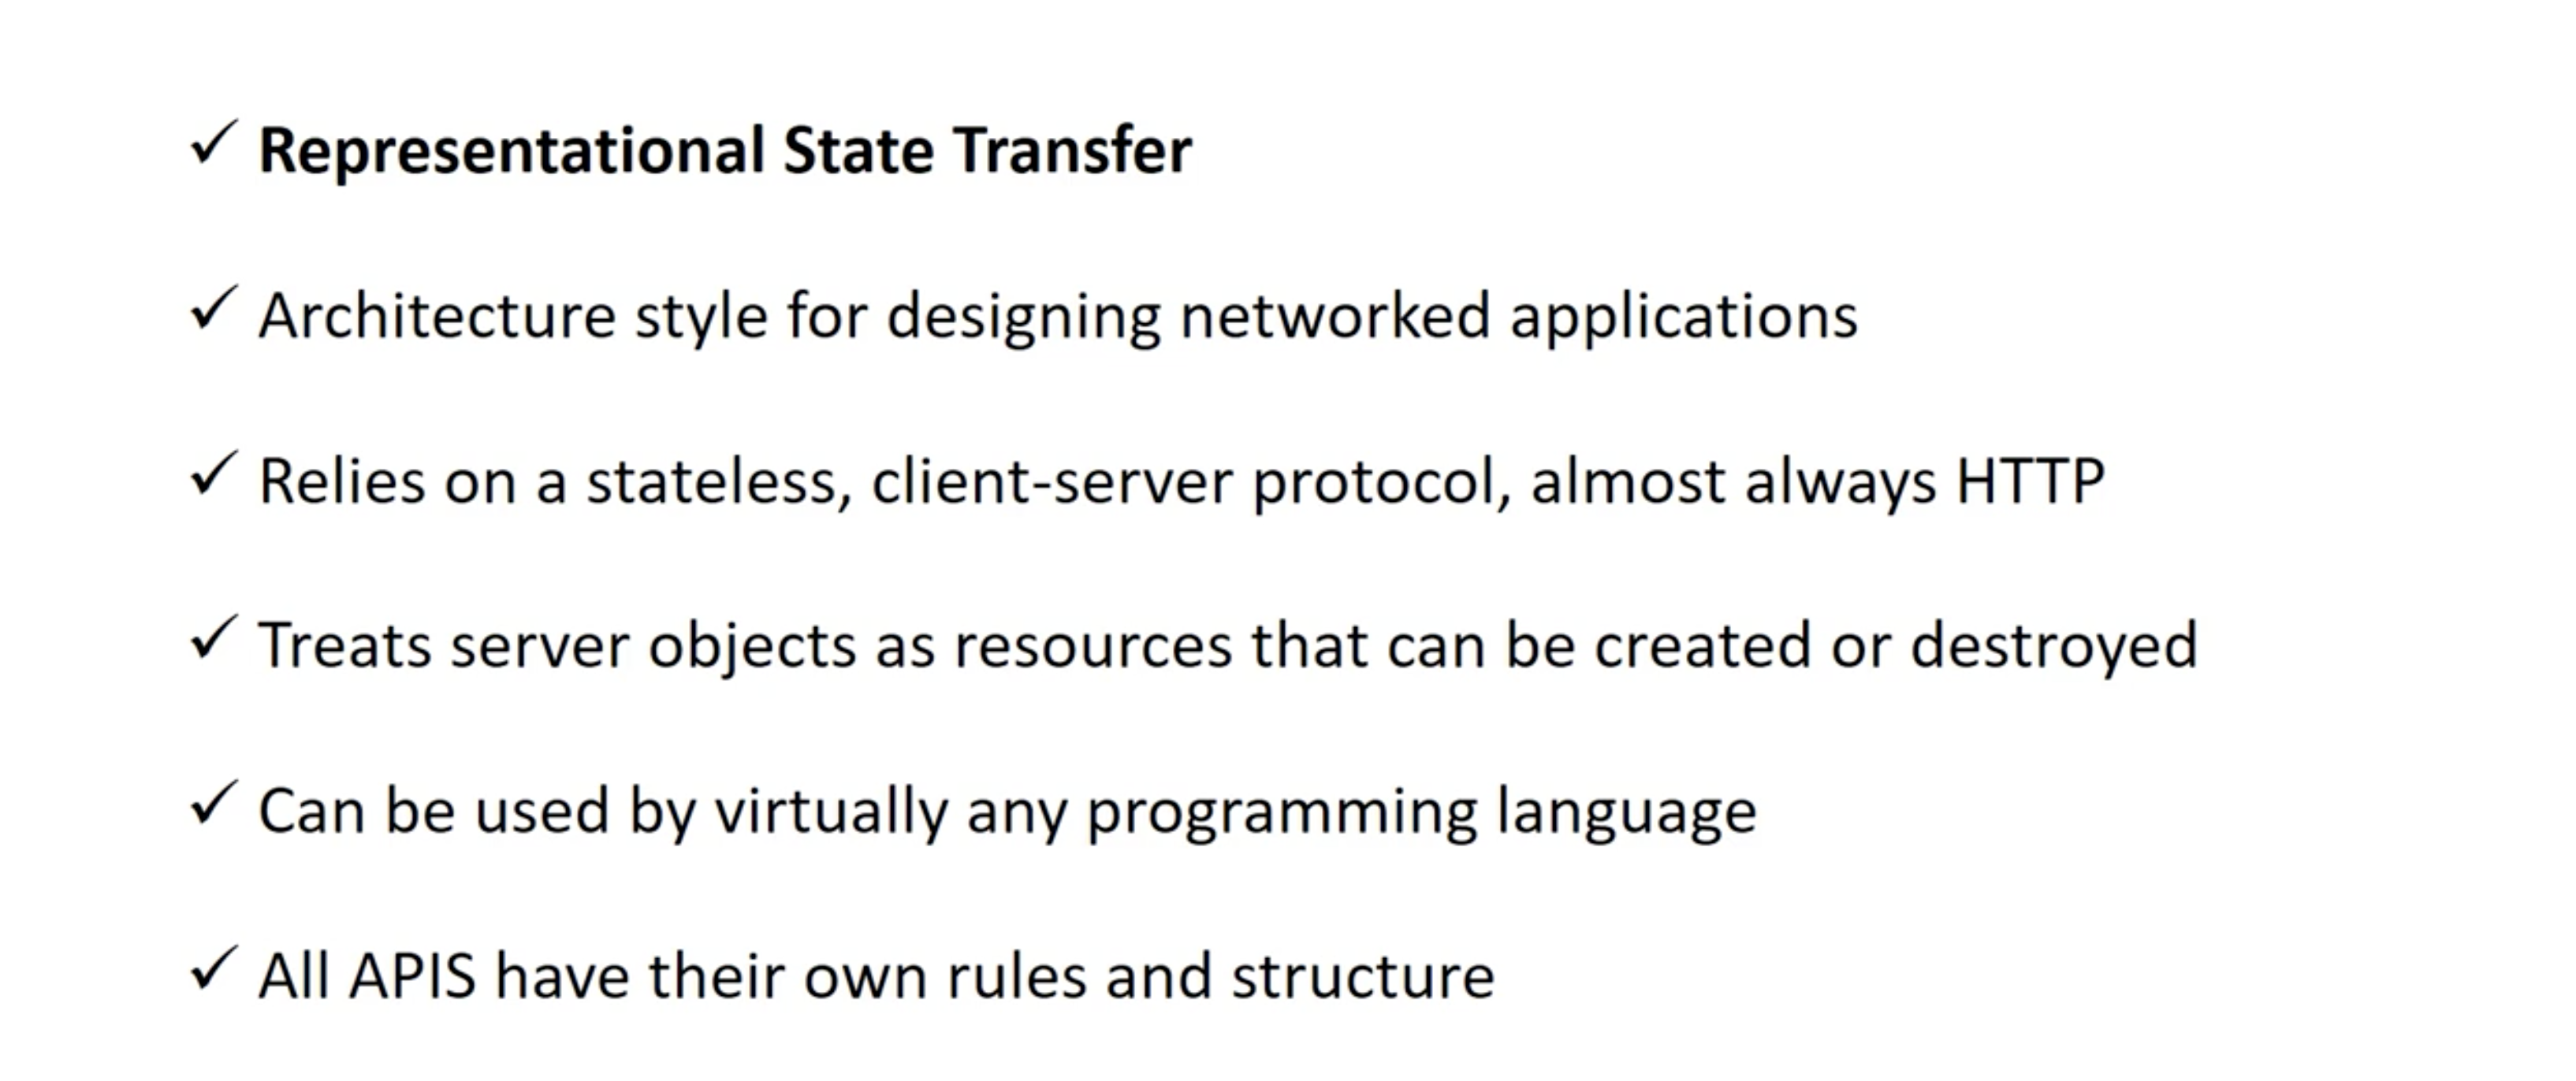 ✓ Representational State Transfer
✓ Architecture style for designing networked applications
✓ Relies on a stateless, client-server protocol, almost always HTTP
✓ Treats server objects as resources that can be created or destroyed
✓ Can be used by virtually any programming language
✓ All APIS have their own rules and structure